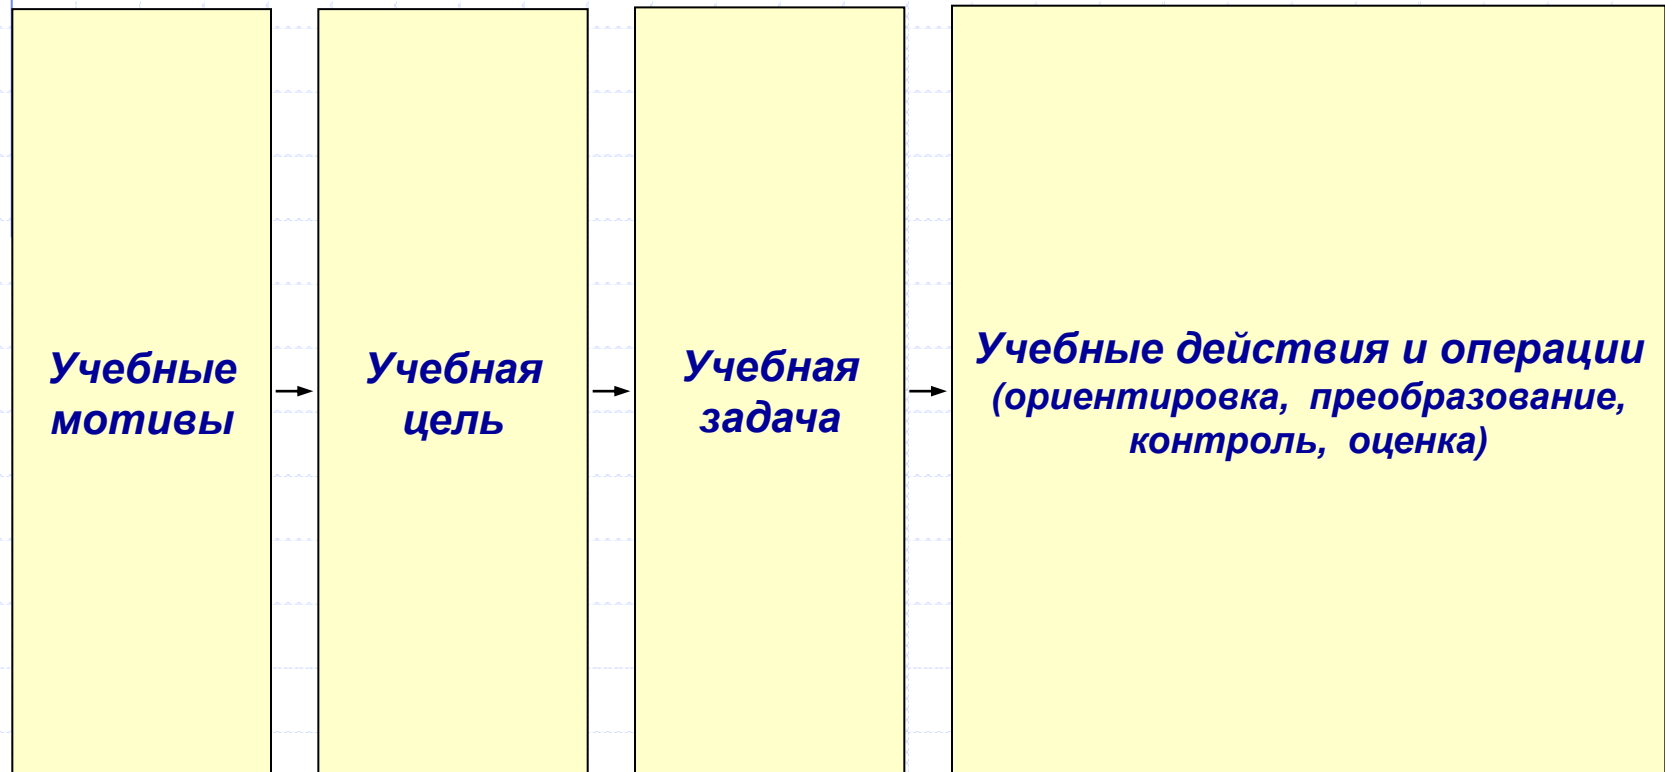 Учебные
мотивы
Учебная
цель
Учебная
задача
Учебные действия и операции
(ориентировка, преобразование,
контроль, оценка)